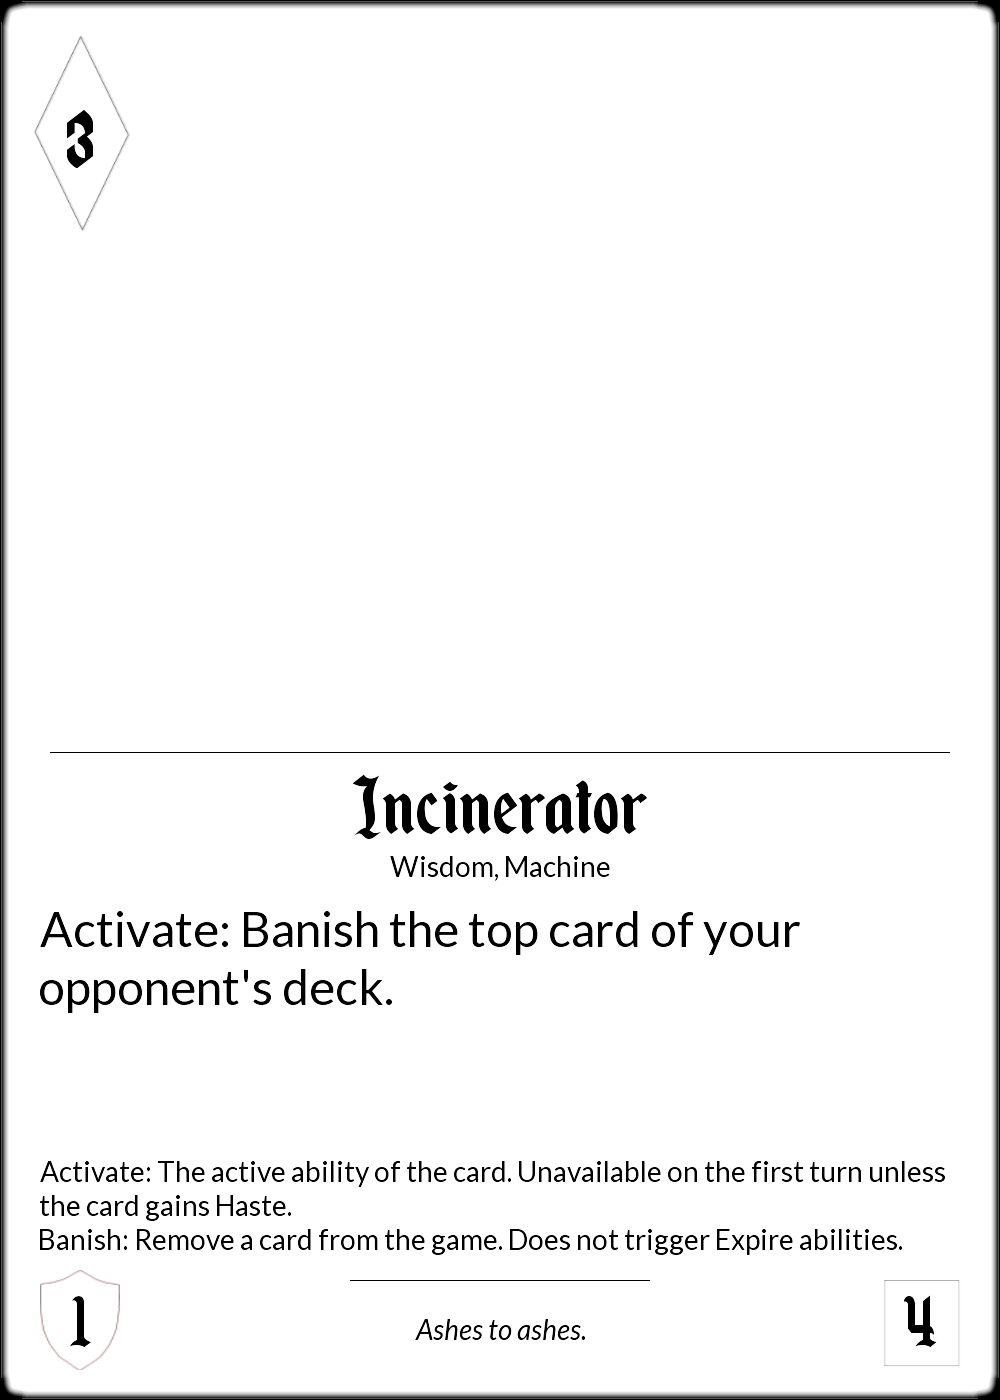 3
Incinerator
Wisdom, Machine
Activate: Banish the top card of your
opponent's deck.
Activate: The active ability of the card. Unavailable on the first turn unless
the card gains Haste.
Banish: Remove a card from the game. Does not trigger Expire abilities.
1
Ashes to ashes.
4